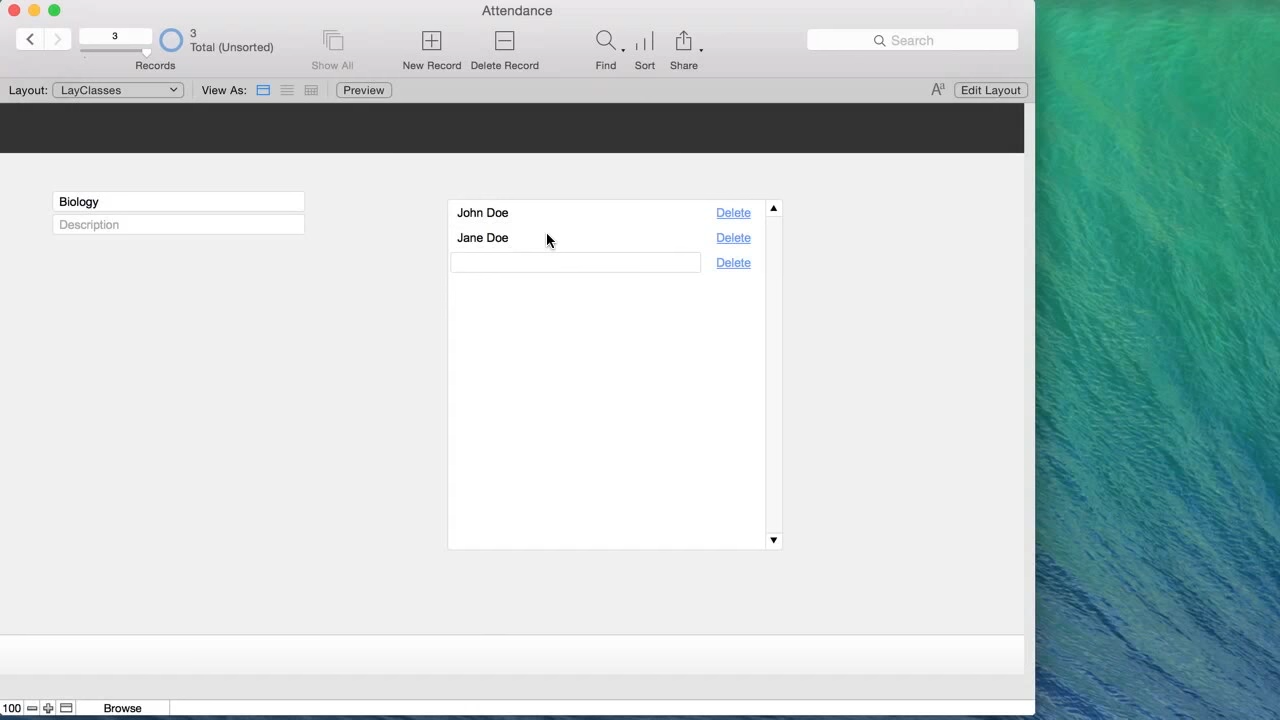 Attendance
3
3
Total (Unsorted)
Records
Show All
New Record
Delete Record
Find
Sort
Share
Search
Layout:
LayClasses
View As:
Preview
Aa
Edit Layout
Biology
Description
John Doe
Delete
Jane Doe
Delete
Delete
100
Browse